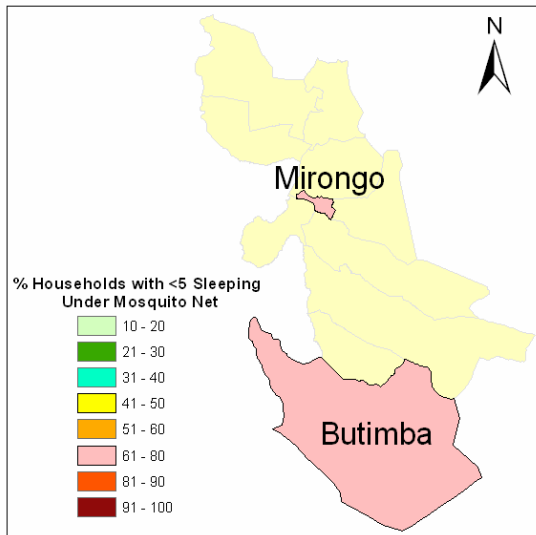 N
Mirongo
% Households with <5 Sleeping
Under Mosquito Net
10 - 20
21 - 30
31 - 40
41 - 50
51 - 60
61 - 80
81 - 90
91 - 100
Butimba